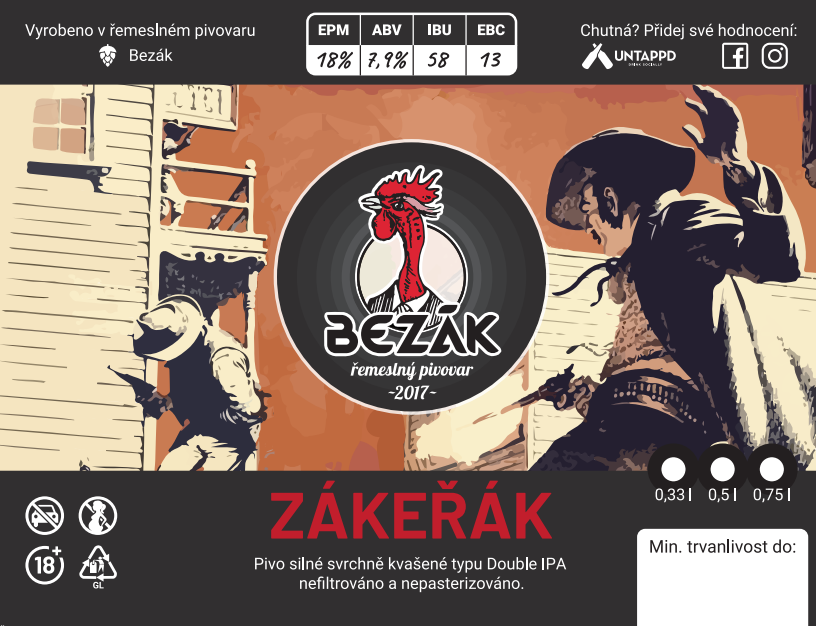 Vyrobeno v řemeslném pivovaru
Bezák
EPM ABV IBU EBC
18% 7,9% 58 13
Chutná? Přidej své hodnocení:
UNTAPPD
DRINK SOCIALLY
BEZÁK
řemeslný pivovar
~2017~
0,33 l 0,5 l 0,75 l
ZÁKEŘÁK
Pivo silné svrchně kvašené typu Double IPA
nefiltrováno a nepasterizováno.
18+
GL
Min. trvanlivost do: